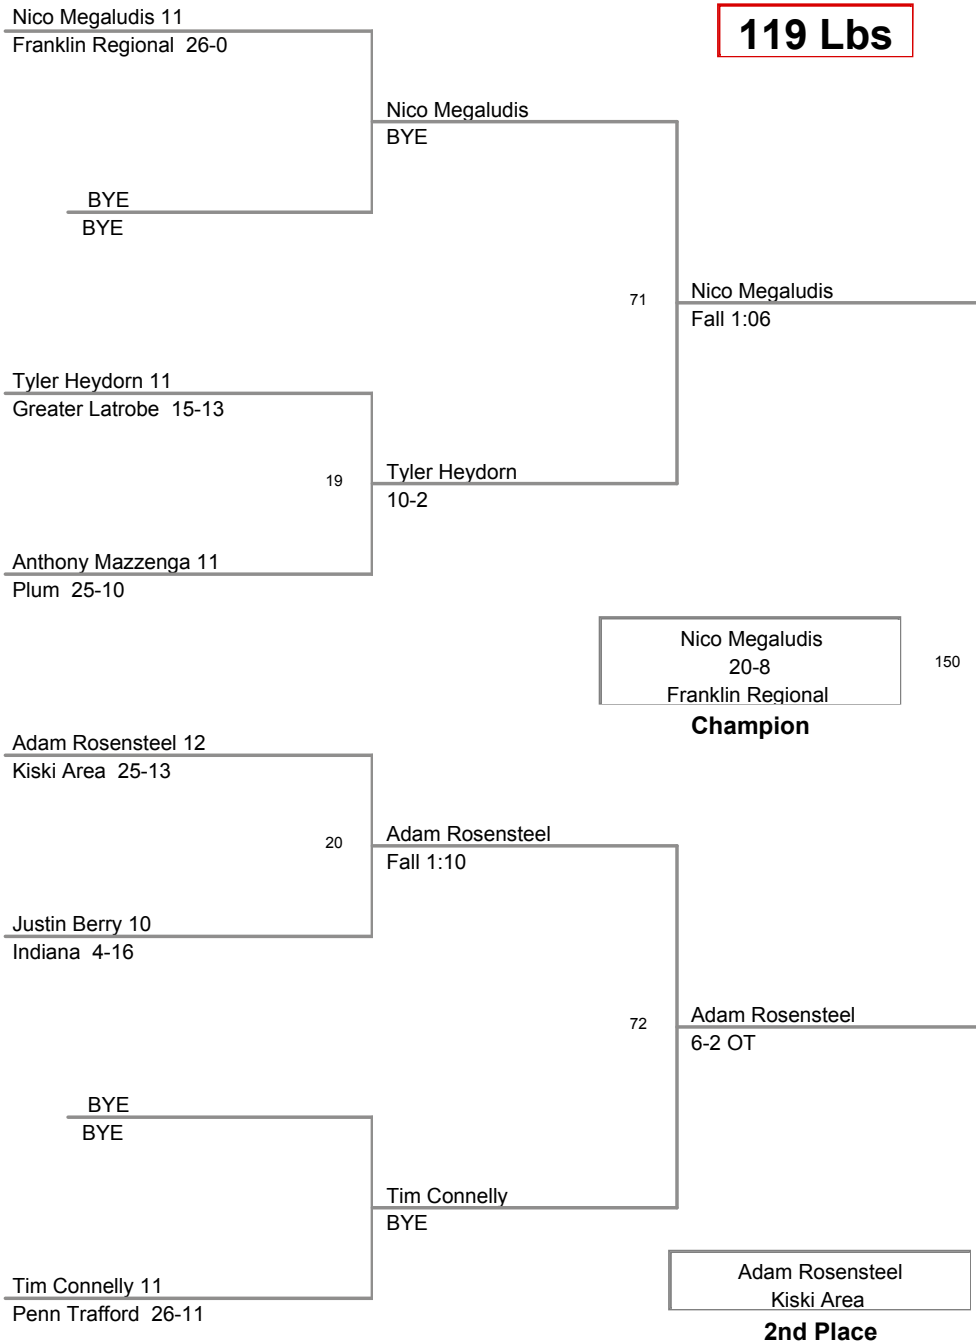 Nico Megaludis 11
119 Lbs
Franklin Regional 26-0
Nico Megaludis
BYE
BYE
BYE
71
Nico Megaludis
Fall 1:06
Tyler Heydorn 11
Greater Latrobe 15-13
19
Tyler Heydorn
10-2
Anthony Mazzenga 11
Plum 25-10
Nico Megaludis
20-8
Franklin Regional
150
Champion
Adam Rosensteel 12
Kiski Area 25-13
20
Adam Rosensteel
Fall 1:10
Justin Berry 10
Indiana 4-16
72
Adam Rosensteel
6-2 OT
BYE
BYE
Tim Connelly
BYE
Tim Connelly 11
Penn Trafford 26-11
Adam Rosensteel
Kiski Area
2nd Place